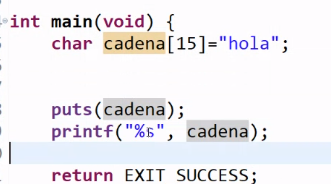 int main(void) {
char cadena[15]="hola";
puts(cadena);
printf("%s", cadena);
return EXIT_SUCCESS;